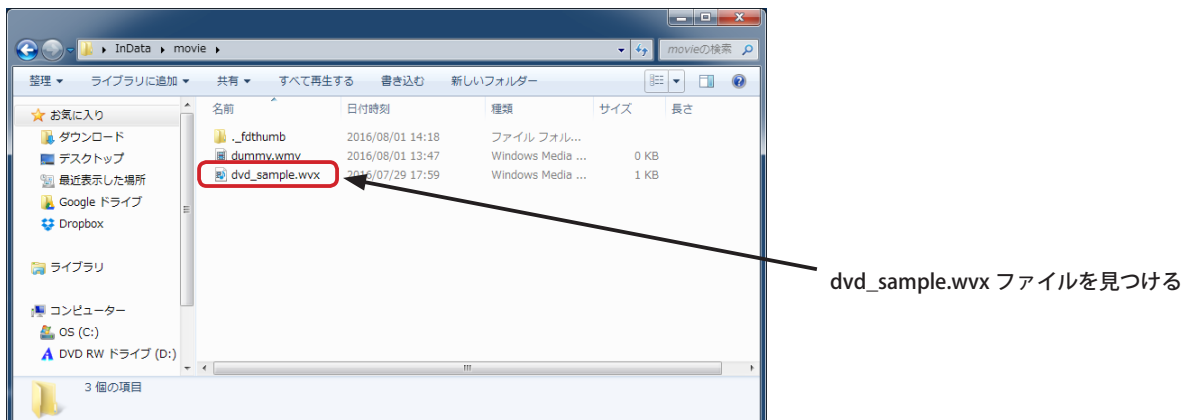 InData ▸ movie ▸
movieの検索
整理 ▼ ライブラリに追加 ▼ 共有 ▼ すべて再生する 書き込む 新しいフォルダー
お気に入り
ダウンロード
デスクトップ
最近表示した場所
Google ドライブ
Dropbox
ライブラリ
コンピューター
OS (C:)
DVD RW ドライブ (D:)
名前 日付時刻 種類 サイズ 長さ
._fdthumb 2016/08/01 14:18 ファイル フォル...
dummy.wmv 2016/08/01 13:47 Windows Media ... 0 KB
dvd_sample.wvx 2016/07/29 17:59 Windows Media ... 1 KB
dvd_sample.wvx ファイルを見つける
3 個の項目